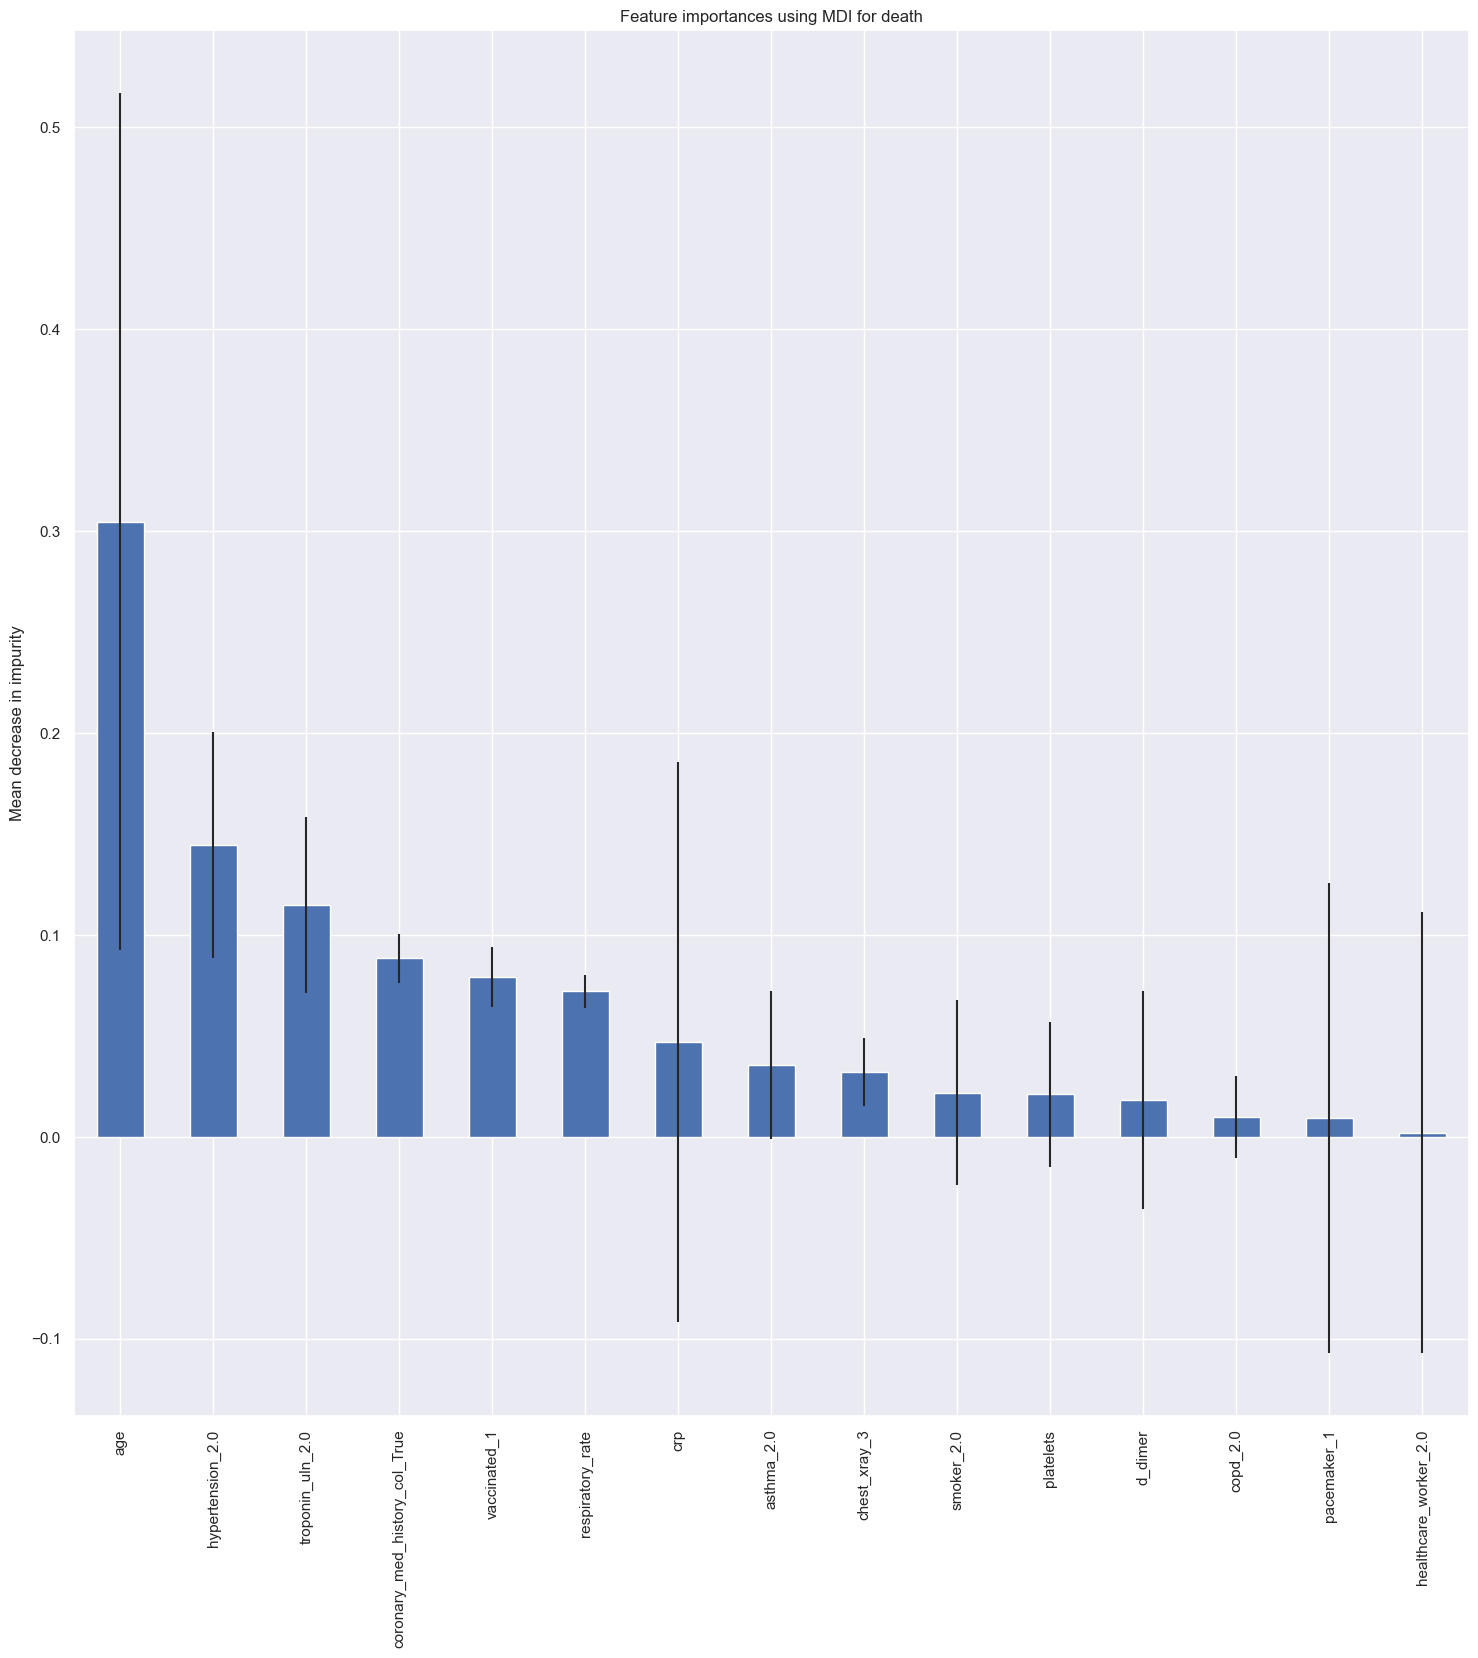 Feature importances using MDI for death
Mean decrease in impurity
0.5
0.4
0.3
0.2
0.1
0.0
−0.1
age
hypertension_2.0
troponin_uln_2.0
coronary_med_history_col_True
vaccinated_1
respiratory_rate
crp
asthma_2.0
chest_xray_3
smoker_2.0
platelets
d_dimer
copd_2.0
pacemaker_1
healthcare_worker_2.0